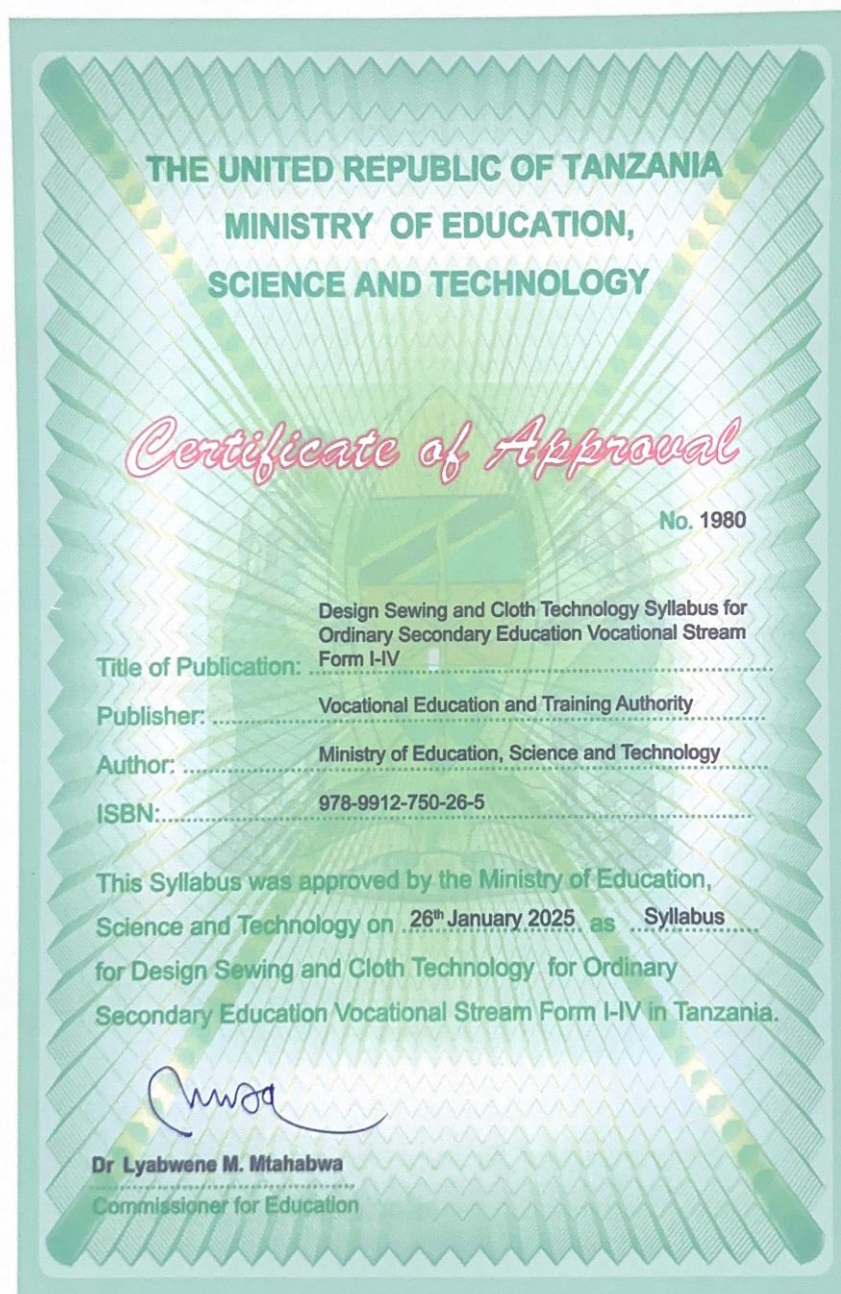 THE UNITED REPUBLIC OF TANZANIA
MINISTRY OF EDUCATION,
SCIENCE AND TECHNOLOGY
Certificate of Approval
No. 1980
Design Sewing and Cloth Technology Syllabus for
Ordinary Secondary Education Vocational Stream
Title of Publication: Form I-IV
Publisher: Vocational Education and Training Authority
Author: Ministry of Education, Science and Technology
ISBN: 978-9912-750-26-5
This Syllabus was approved by the Ministry of Education,
Science and Technology on 26th January 2025 as Syllabus
for Design Sewing and Cloth Technology for Ordinary
Secondary Education Vocational Stream Form I-IV in Tanzania.
Dr Lyabwene M. Mtahabwa
Commissioner for Education